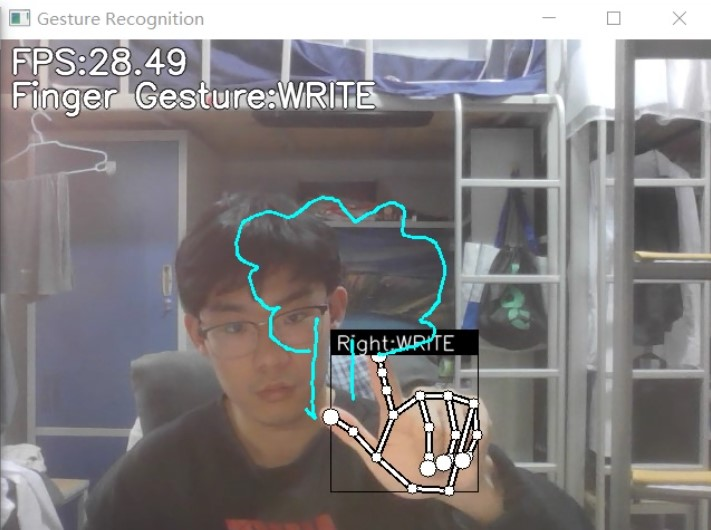 Gesture Recognition
FPS:28.49
Finger Gesture:WRITE
Right:WRITE